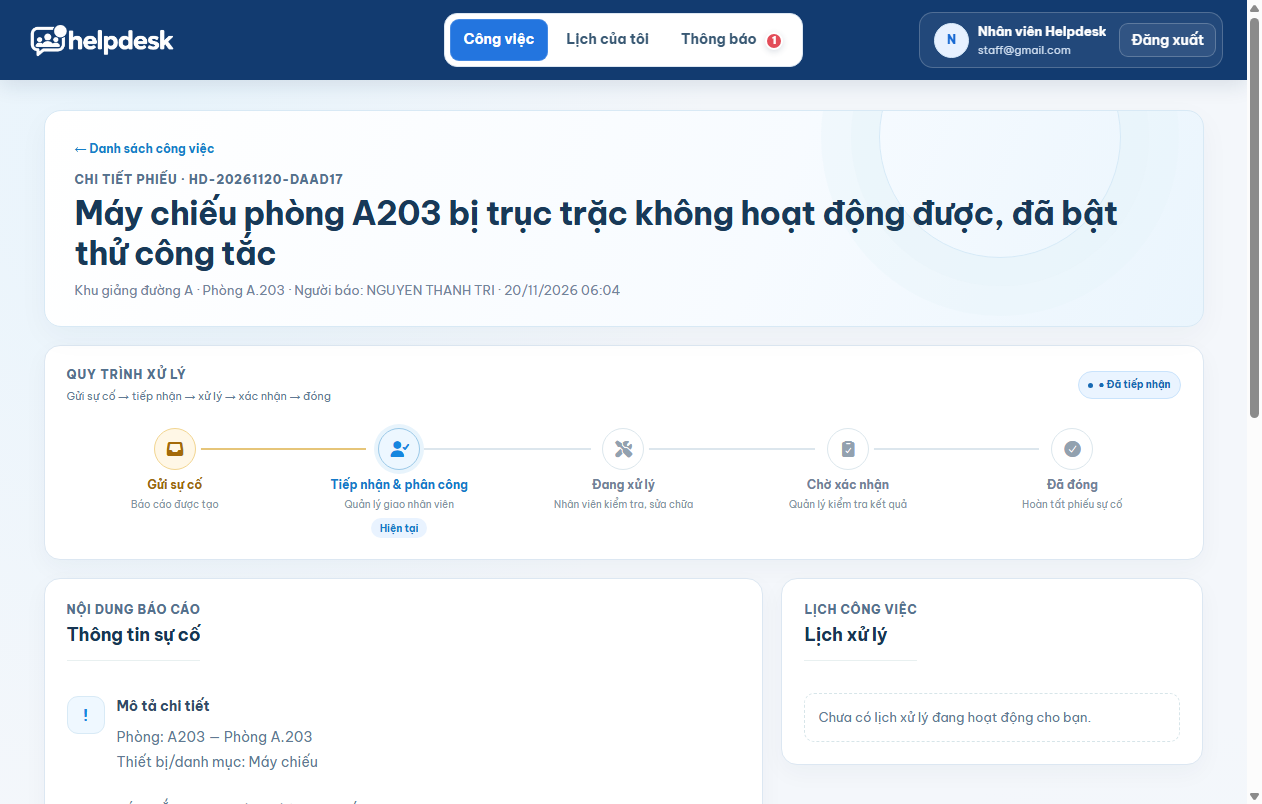 helpdesk
Công việc
Lịch của tôi
Thông báo 1
N
Nhân viên Helpdesk
staff@gmail.com
Đăng xuất
← Danh sách công việc
CHI TIẾT PHIẾU · HD-20261120-DAAD17
Máy chiếu phòng A203 bị trục trặc không hoạt động được, đã bật
thử công tắc
Khu giảng đường A · Phòng A.203 · Người báo: NGUYEN THANH TRI · 20/11/2026 06:04
QUY TRÌNH XỬ LÝ
Gửi sự cố → tiếp nhận → xử lý → xác nhận → đóng
• • Đã tiếp nhận
Gửi sự cố
Báo cáo được tạo
Tiếp nhận & phân công
Quản lý giao nhân viên
Hiện tại
Đang xử lý
Nhân viên kiểm tra, sửa chữa
Chờ xác nhận
Quản lý kiểm tra kết quả
Đã đóng
Hoàn tất phiếu sự cố
NỘI DUNG BÁO CÁO
Thông tin sự cố
!
Mô tả chi tiết
Phòng: A203 — Phòng A.203
Thiết bị/danh mục: Máy chiếu
LỊCH CÔNG VIỆC
Lịch xử lý
Chưa có lịch xử lý đang hoạt động cho bạn.